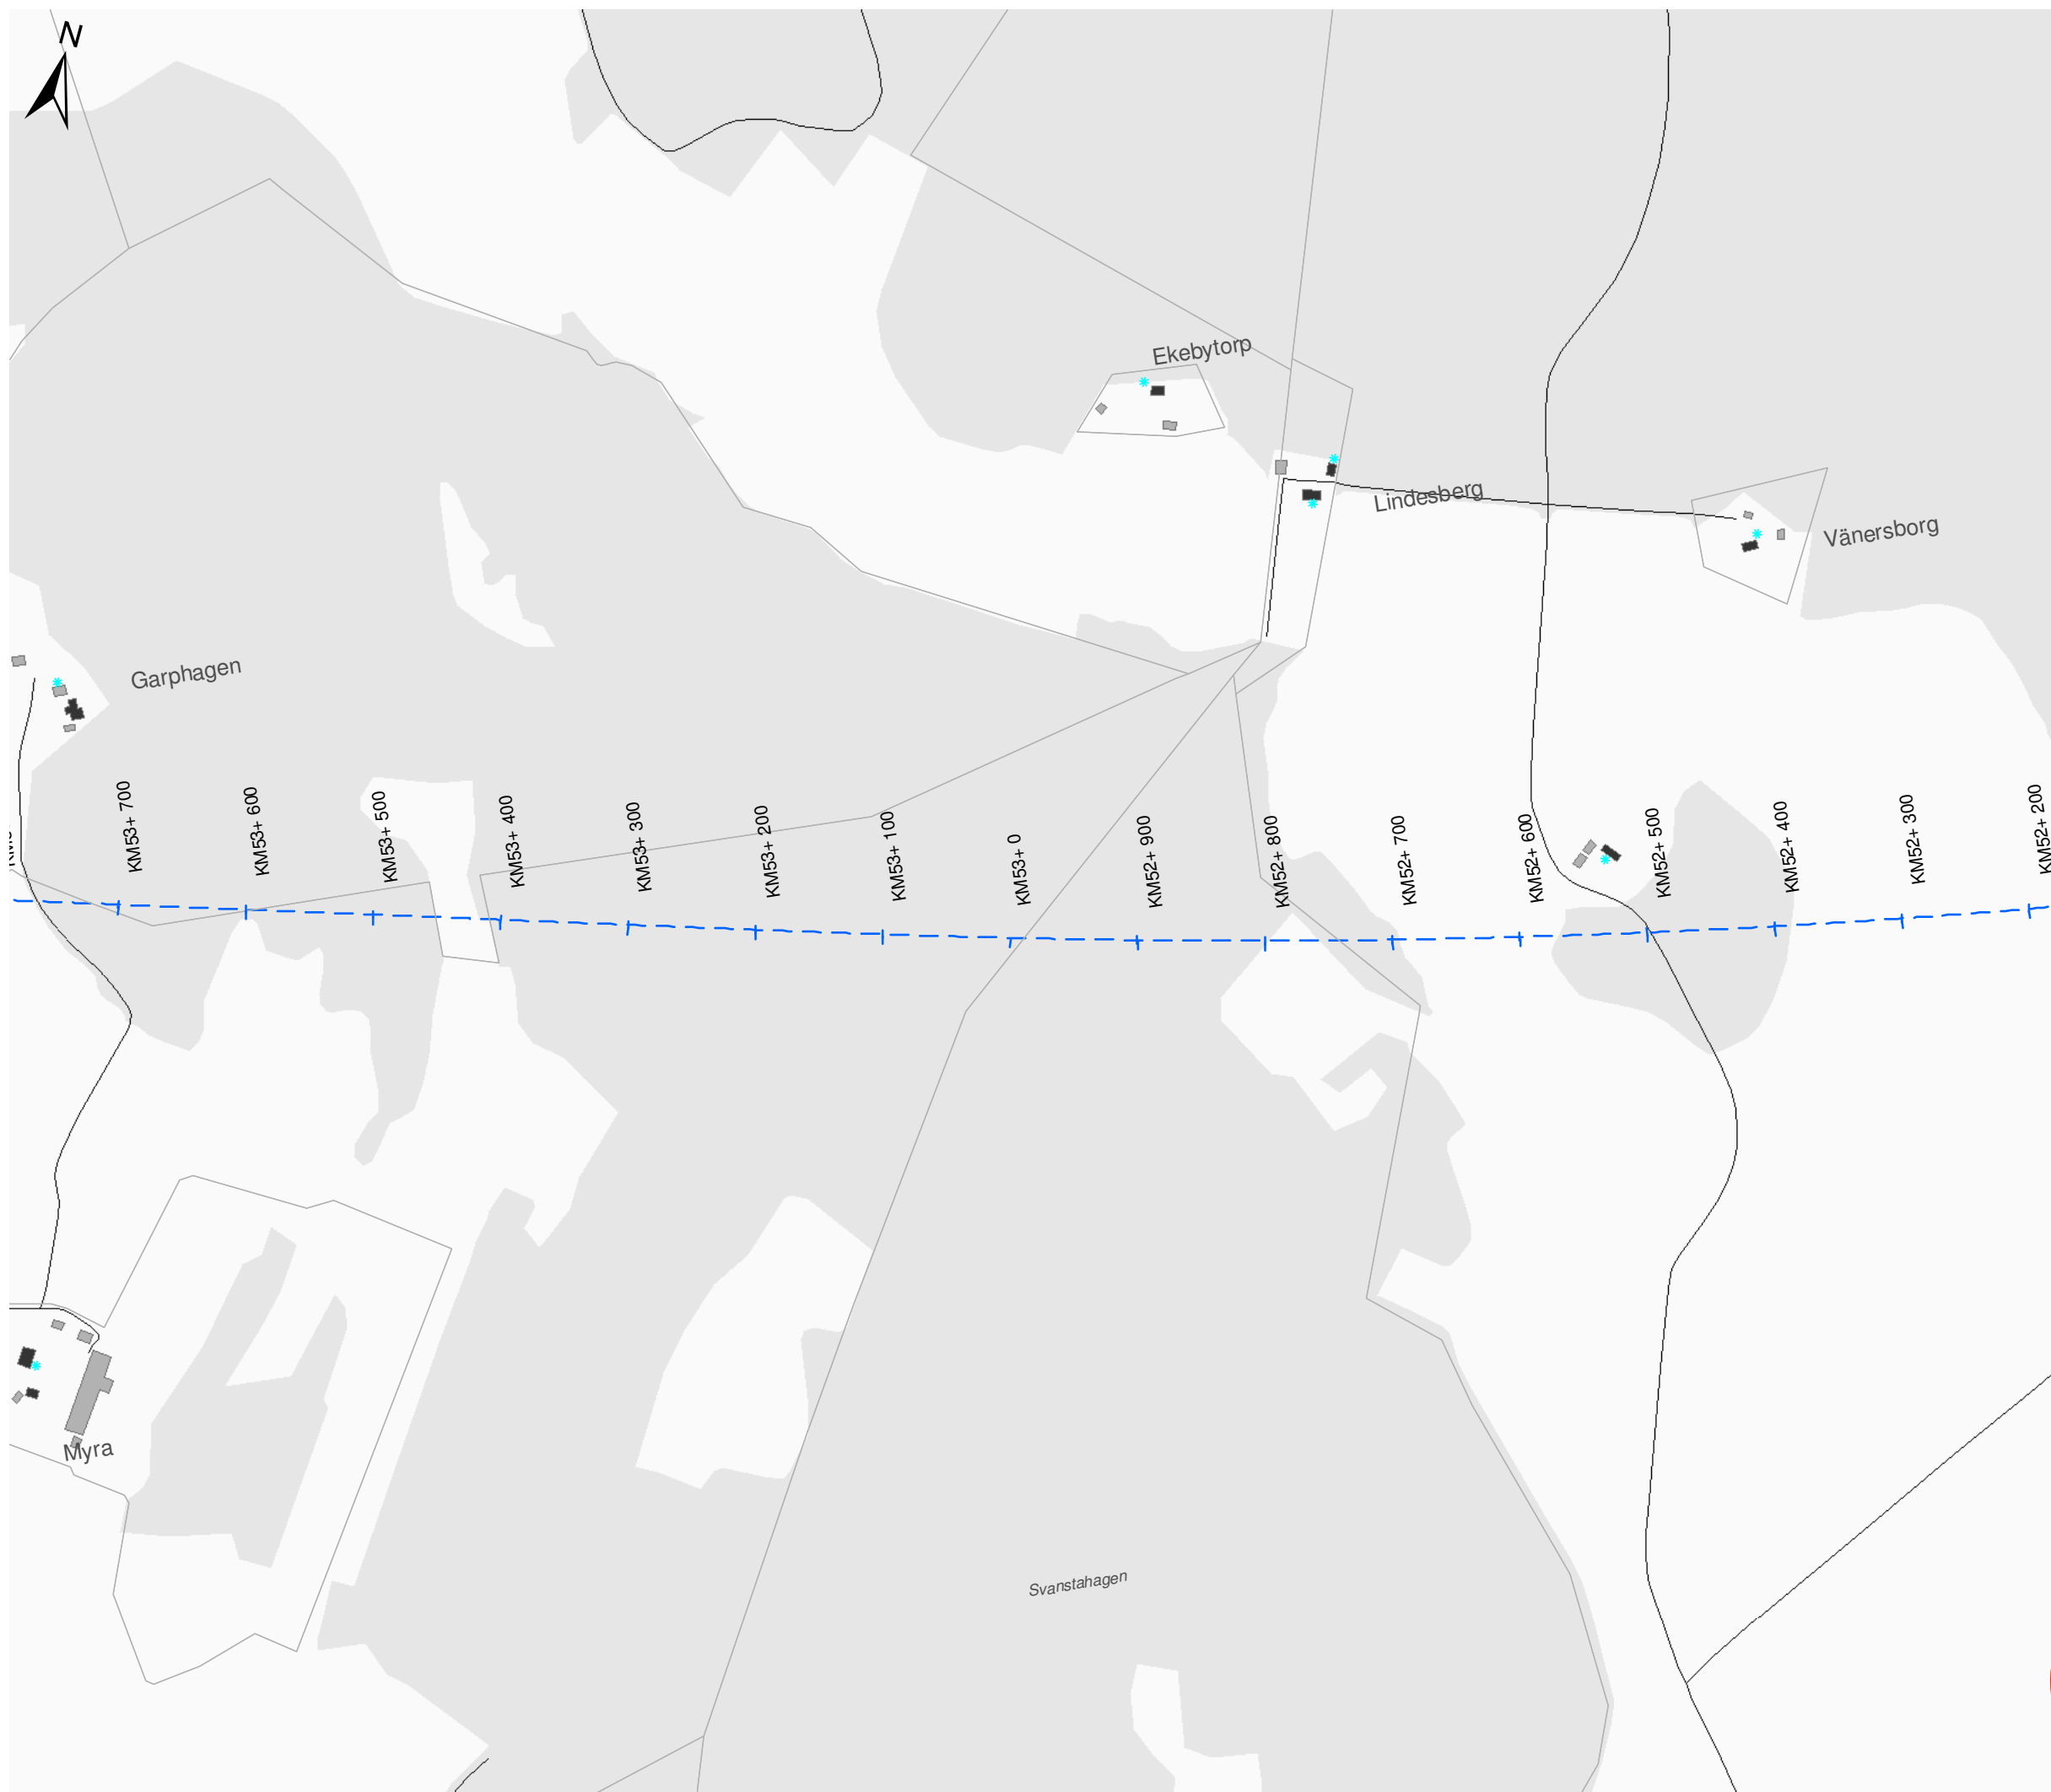 N
Ekebytorp
Lindesberg
Vänersborg
Garphagen
KM53+ 700
KM53+ 600
KM53+ 500
KM53+ 400
KM53+ 300
KM53+ 200
KM53+ 100
KM53+ 0
KM52+ 900
KM52+ 800
KM52+ 700
KM52+ 600
KM52+ 500
KM52+ 400
KM52+ 300
KM52+ 200
Myra
Svanstahagen